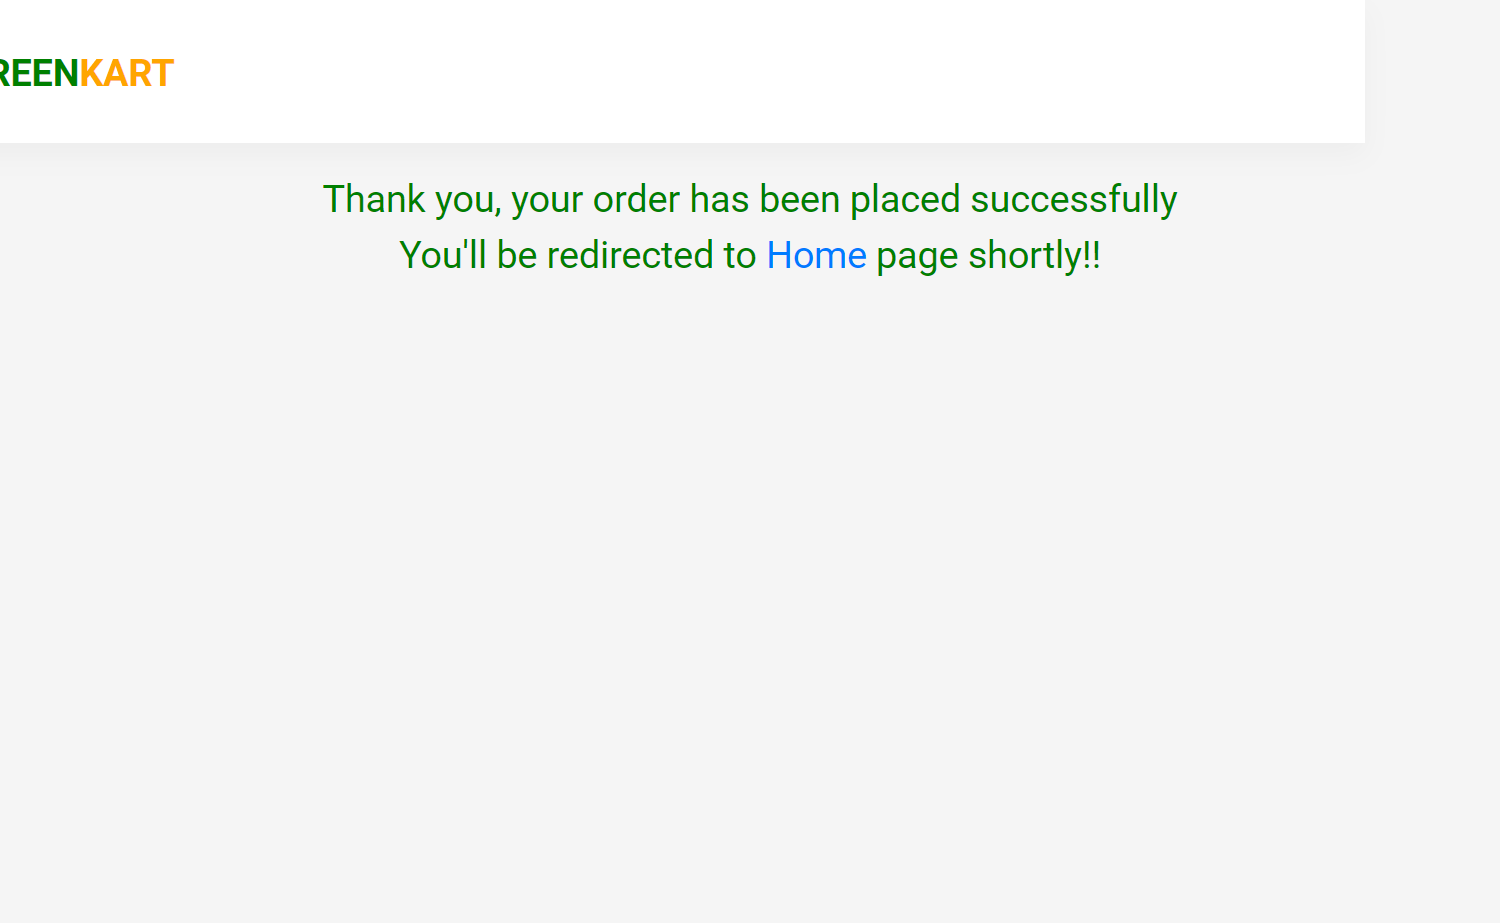 REENKART
Thank you, your order has been placed successfully
You'll be redirected to Home page shortly!!